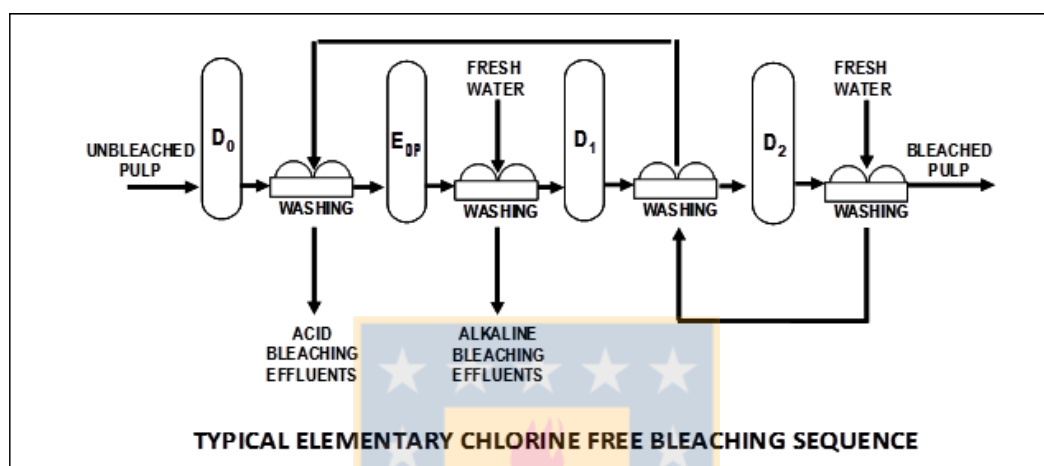 UNBLEACHED
PULP
D0
WASHING
ACID
BLEACHING
EFFLUENTS
EOP
FRESH
WATER
WASHING
ALKALINE
BLEACHING
EFFLUENTS
D1
WASHING
D2
FRESH
WATER
WASHING
BLEACHED
PULP
TYPICAL ELEMENTARY CHLORINE FREE BLEACHING SEQUENCE